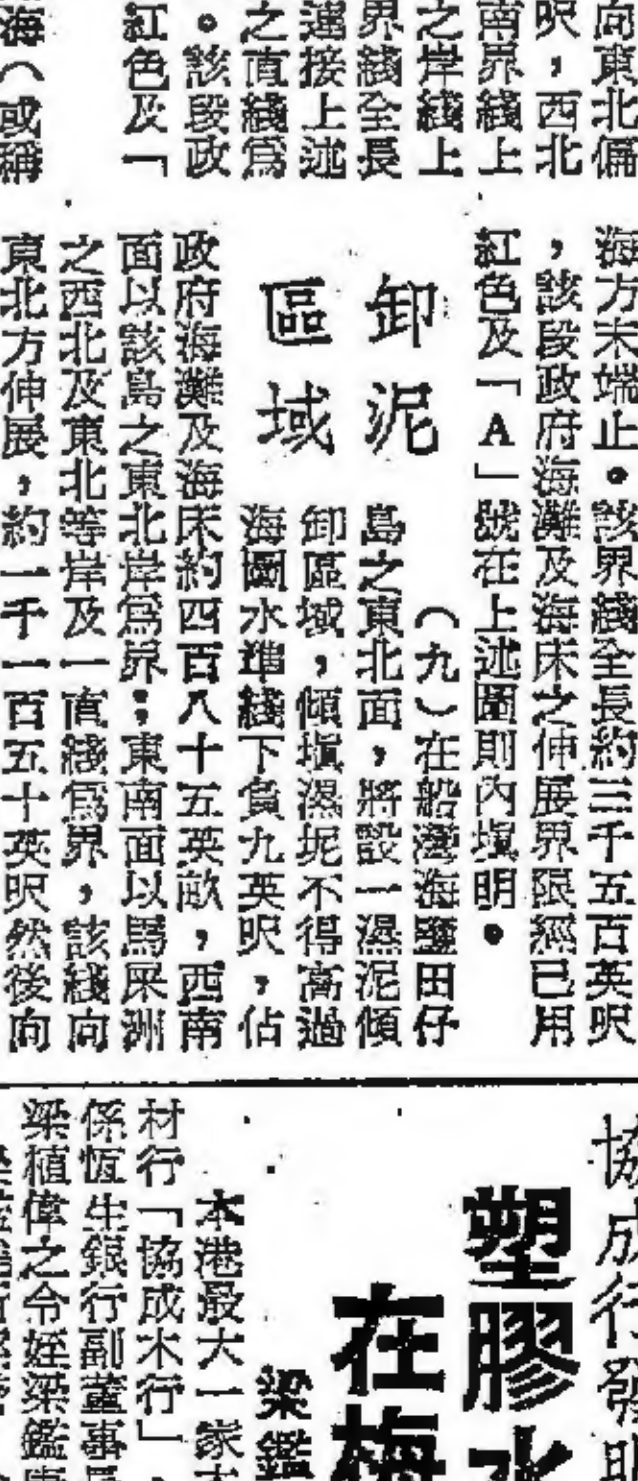 向東北偏
呎，西北
南界綫上
之岸綫上
界綫全長
連接上述
之直綫爲
。該段政
紅色及「
海（或稱
海方末端止。該界綫全長約三千五百英呎
，該段政府海灘及海床之伸展界限經已用
紅色及「A」號在上述圖則內塡明。
卸泥
區域
（九）在船灣海鹽田仔
島之東北面，將設一濕泥傾
卸區域，傾塡濕坭不得高過
海圖水準綫下負九英呎，佔
政府海灘及海床約四百八十五英畝，西南
面以該島之東北岸爲界；東南面以馬屎洲
之西北及東北等岸及一直綫爲界，該綫向
東北方伸展，約一千一百五十英呎然後向
協成行發明
塑膠水
在梅
梁鑑
本港最大一家木
材行「協成木行」，
係恆生銀行副董事長
梁植偉之令姪梁鑑